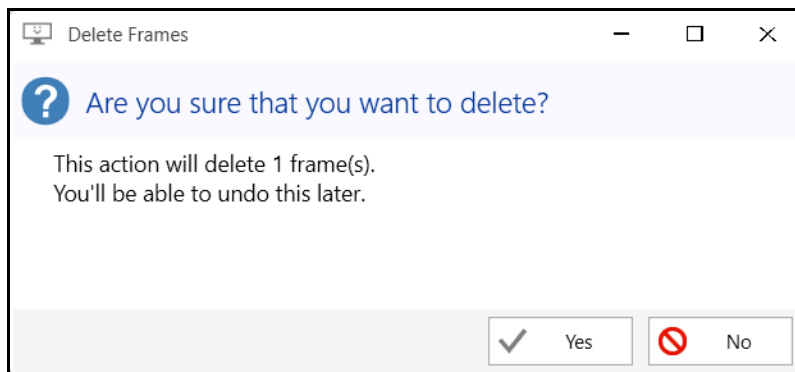 Delete Frames
Are you sure that you want to delete?
This action will delete 1 frame(s).
You'll be able to undo this later.
Yes
No